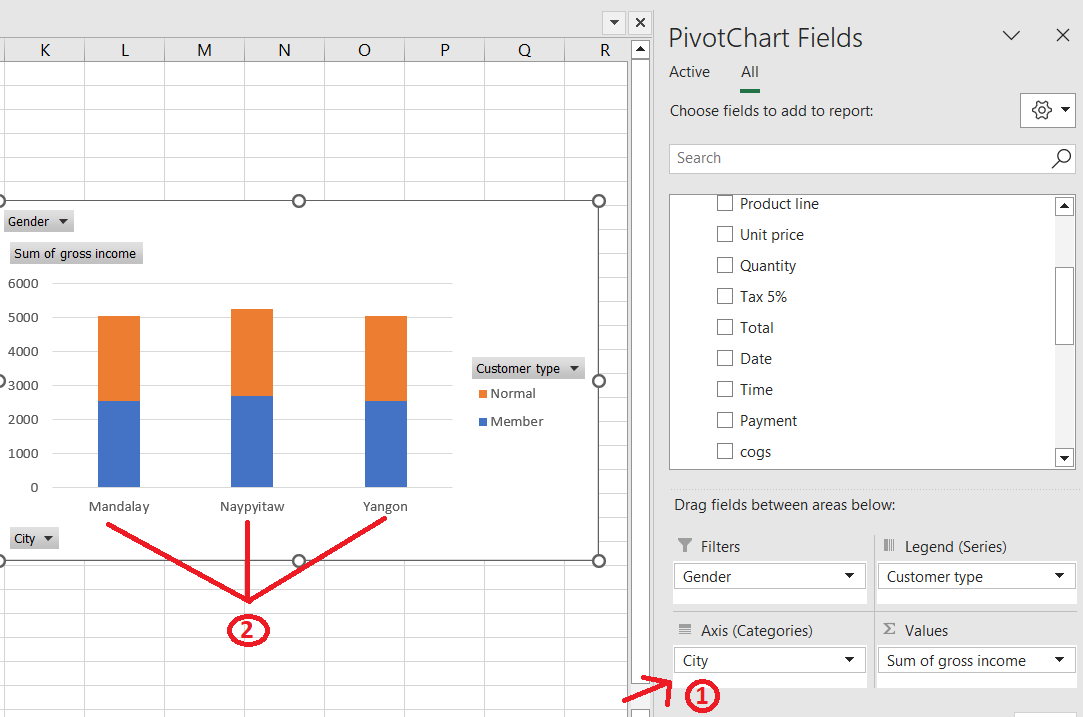 K L M N O P Q R
Gender
Sum of gross income
6000
5000
4000
3000
2000
1000
0
Mandalay Naypyitaw Yangon
City
Customer type
Normal
Member
2
PivotChart Fields
Active All
Choose fields to add to report:
Search
Product line
Unit price
Quantity
Tax 5%
Total
Date
Time
Payment
cogs
Drag fields between areas below:
Filters
Gender
Legend (Series)
Customer type
Axis (Categories)
City
Σ Values
Sum of gross income
1